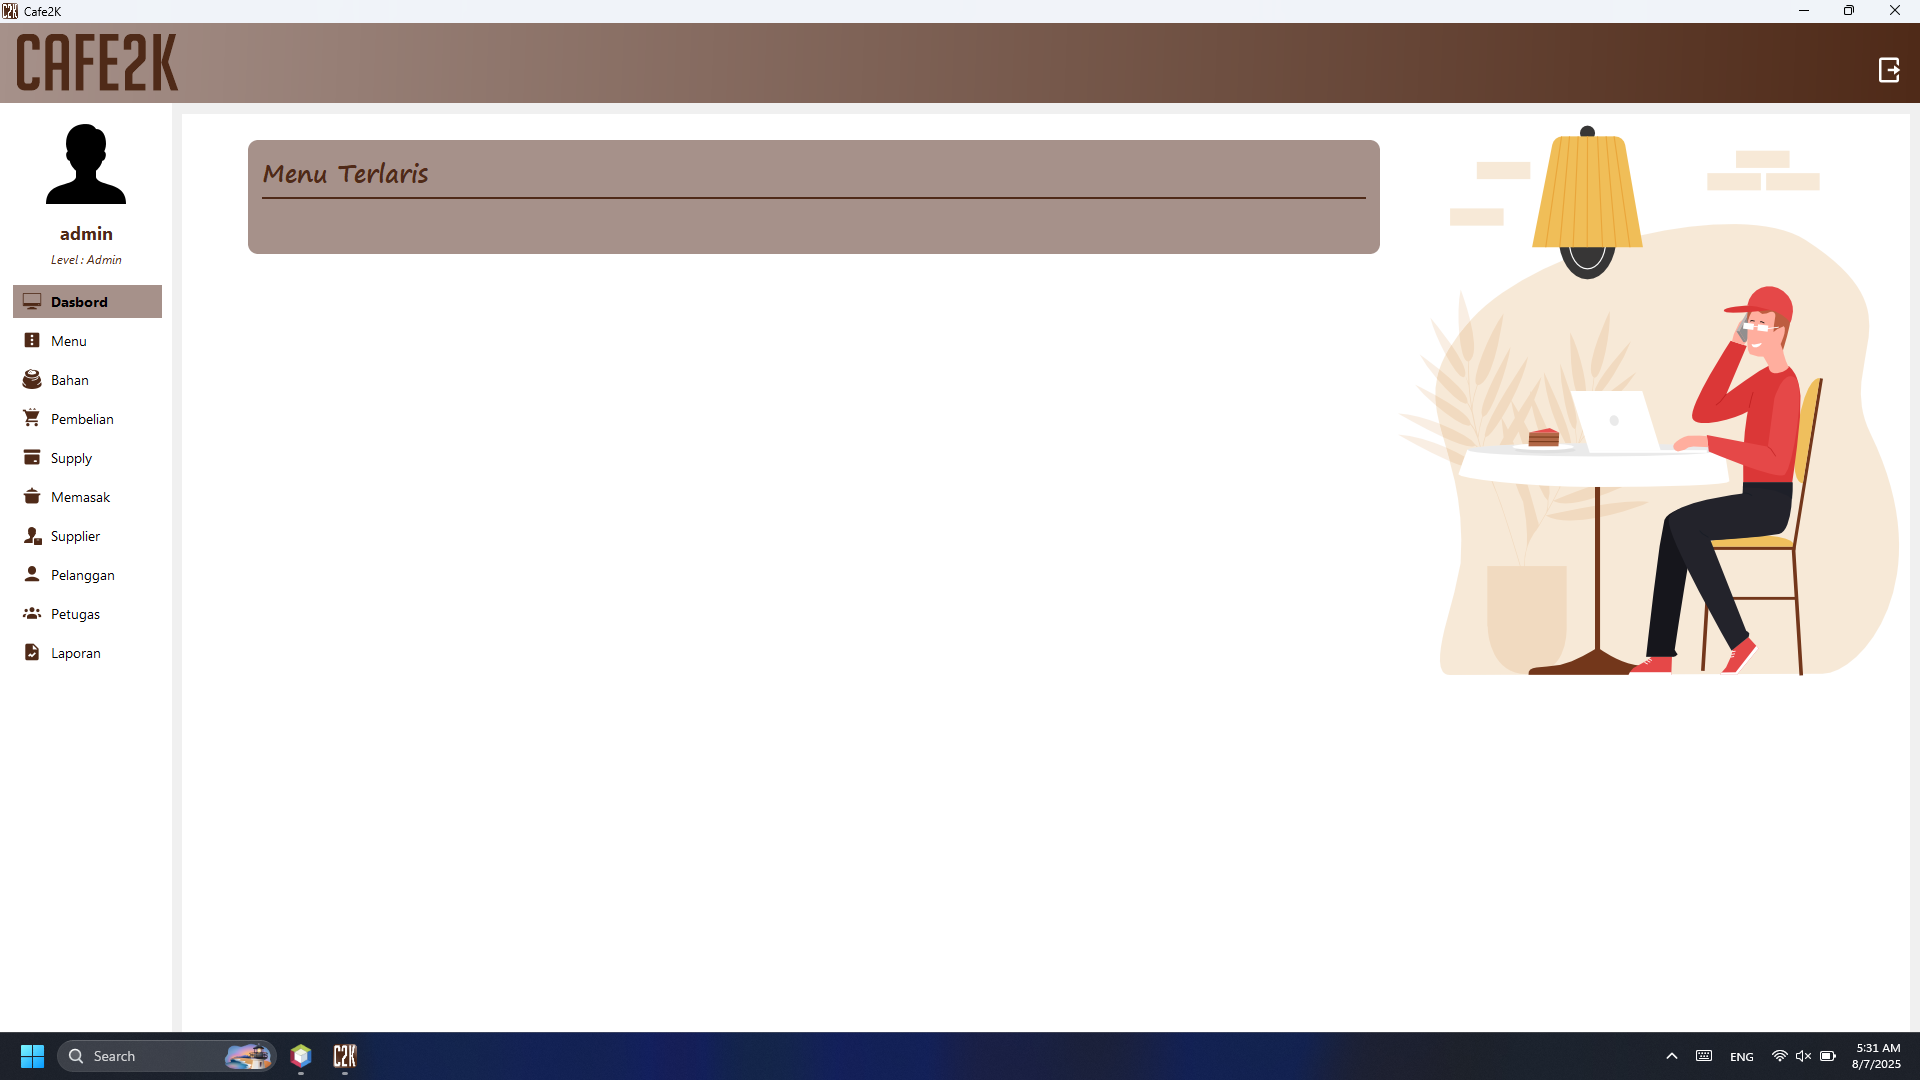 C2K Cafe2K
CAFE2K
admin
Level : Admin
Dasbord
Menu
Bahan
Pembelian
Supply
Memasak
Supplier
Pelanggan
Petugas
Laporan
Menu Terlaris
Search
C2K
ENG
5:31 AM
8/7/2025